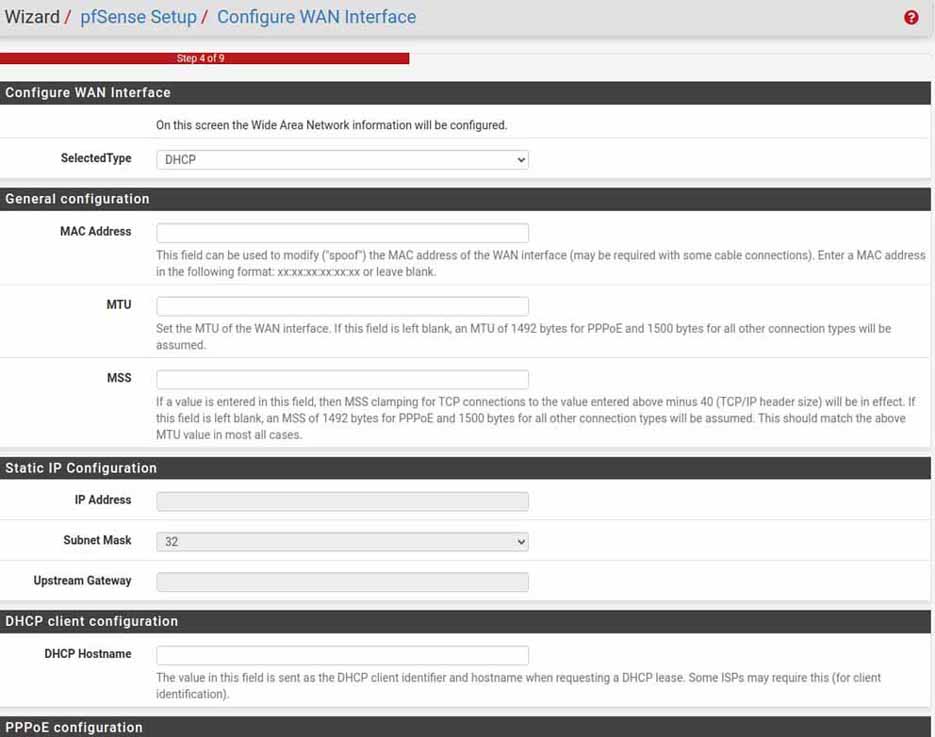 Wizard / pfSense Setup / Configure WAN Interface
?
Step 4 of 9
Configure WAN Interface
On this screen the Wide Area Network information will be configured.
SelectedType
DHCP
General configuration
MAC Address
This field can be used to modify ("spoof") the MAC address of the WAN interface (may be required with some cable connections). Enter a MAC address
in the following format: xx:xx:xx:xx:xx:xx or leave blank.
MTU
Set the MTU of the WAN interface. If this field is left blank, an MTU of 1492 bytes for PPPoE and 1500 bytes for all other connection types will be
assumed.
MSS
If a value is entered in this field, then MSS clamping for TCP connections to the value entered above minus 40 (TCP/IP header size) will be in effect. If
this field is left blank, an MSS of 1492 bytes for PPPoE and 1500 bytes for all other connection types will be assumed. This should match the above
MTU value in most all cases.
Static IP Configuration
IP Address
Subnet Mask
32
Upstream Gateway
DHCP client configuration
DHCP Hostname
The value in this field is sent as the DHCP client identifier and hostname when requesting a DHCP lease. Some ISPs may require this (for client
identification).
PPPoE configuration